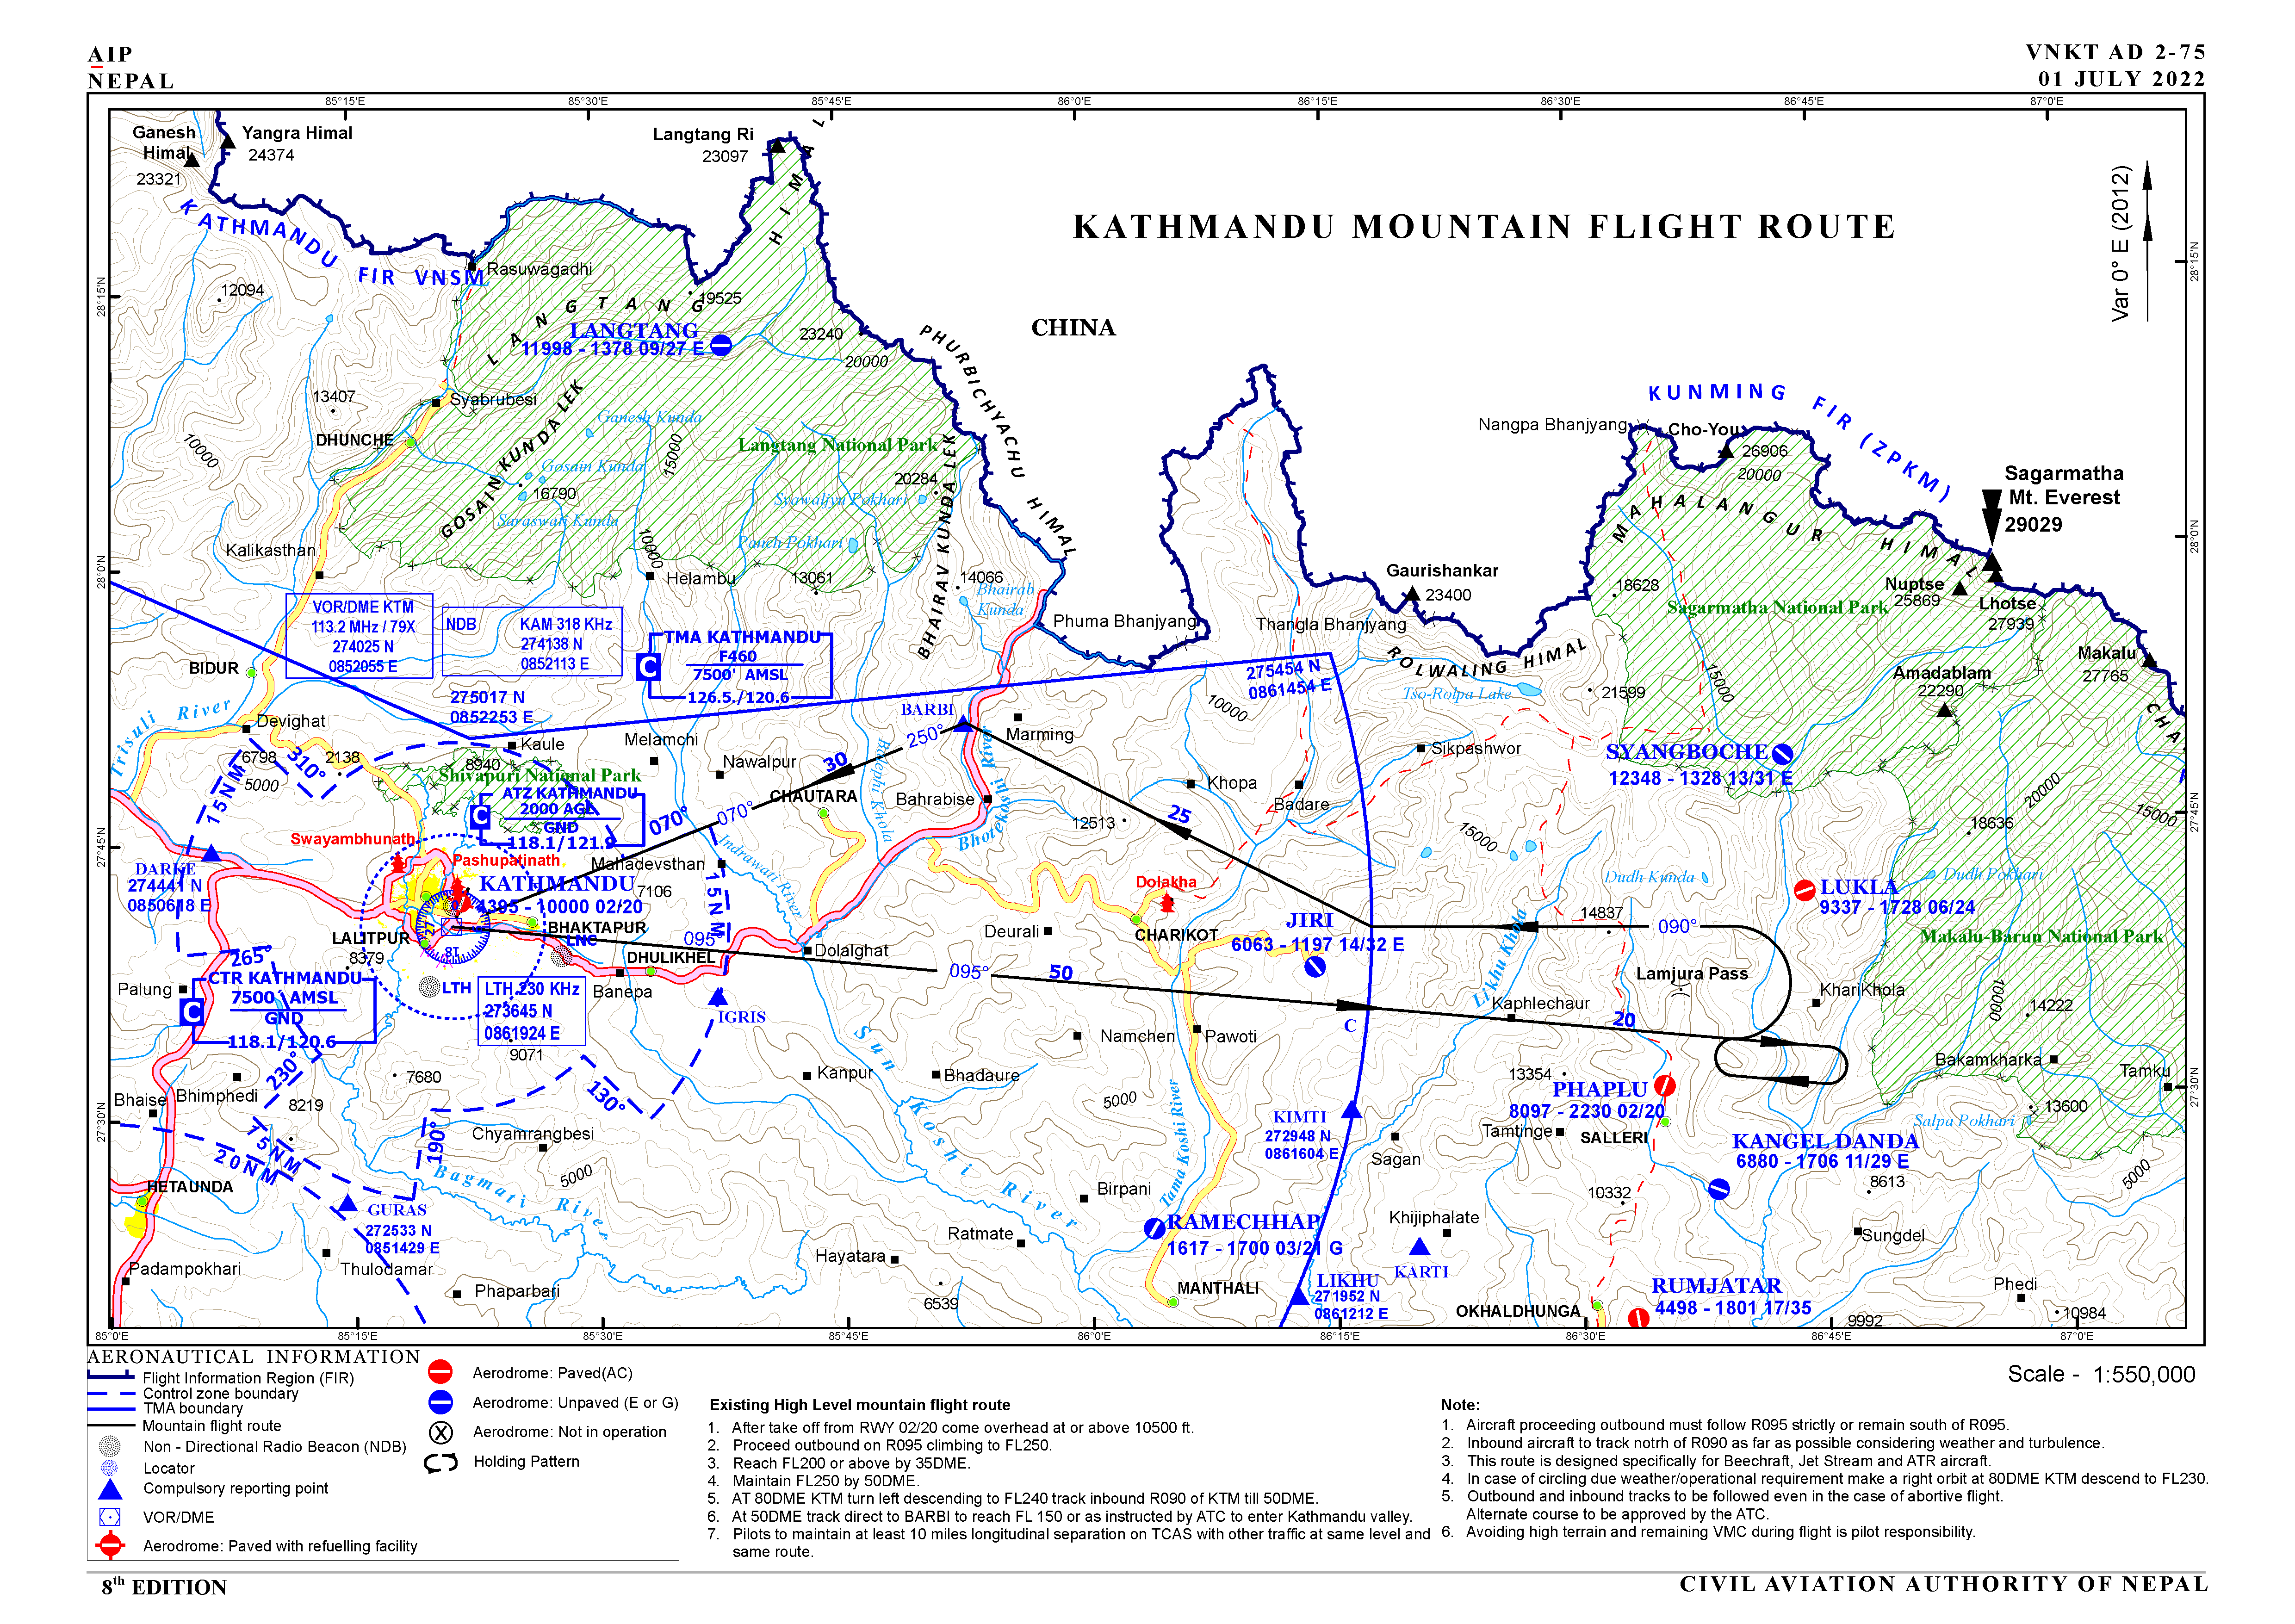 AIP
NEPAL
VNKT AD 2-75
01 JULY 2022
85°15'E
85°30'E
85°45'E
86°0'E
86°15'E
86°30'E
86°45'E
87°0'E
Ganesh
Himal
23321
Yangra Himal
24374
Langtang Ri
23097
KATHMANDU MOUNTAIN FLIGHT ROUTE
Var 0° E (2012)
KATHMANDU FIR VNSM
Rasuwagadhi
28°15'N
28°15'N
12094
19525
LANGTANG HIMAL
LANGTANG
11998 - 1378 09/27 E
23240
20000
CHINA
PHURBICHYACHU HIMAL
13407
Syabrubesi
DHUNCHE
10000
GOSAIN KUNDA LEK
Ganesh Kunda
15000
Langtang National Park
Gosain Kunda
16790
Saraswati Kunda
20284
Syawaljyn Pokhari
Panch Pokhari
BHAIRAV KUNDA LEK
KUNMING FIR (ZPKM)
Nangpa Bhanjyang
Cho-You
26906
20000
MAHALANGUR HIMAL
Sagarmatha
Mt. Everest
29029
28°0'N
28°0'N
Kalikasthan
10000
Helambu
13061
14066
Bhairab
Kunda
Gaurishankar
23400
18628
Nuptse
25869
Sagarmatha National Park
Lhotse
27939
VOR/DME KTM
113.2 MHz / 79X
274025 N
0852055 E
NDB
KAM 318 KHz
274138 N
0852113 E
C
TMA KATHMANDU
F460
7500' AMSL
126.5./120.6
Phuma Bhanjyang
Thangla Bhanjyang
ROLWALING HIMAL
Makalu
27765
BIDUR
275017 N
0852253 E
275454 N
0861454 E
Tso-Rolpa Lake
21599
15000
Amadablam
22290
Trisuli River
Devighat
BARBI
250°
10000
Marming
Kaule
Melamchi
Sikpashwor
SYANGBOCHE
12348 - 1328 13/31 E
6798
5000
310°
2138
8940
Shivapuri National Park
Nawalpur
30
Balephi Khola
Khopa
Badare
20000
15000
15NM
C
ATZ KATHMANDU
2000 AGL
GND
118.1/121.9
CHAUTARA
Bahrabise
Bhotekosi River
12513
25
18636
27°45'N
27°45'N
070°
070°
Swayambhunath
Pashupatinath
Mahadevsthan
Indrawati River
15000
DARKE
274441 N
0850618 E
KATHMANDU
4395 - 10000 02/20
7106
15NM
Dolakha
Dudh Kunda
LUKLA
9337 - 1728 06/24
Dudh Pokhari
LALITPUR
8379
BHAKTAPUR
LNC
095°
Deurali
CHARIKOT
JIRI
6063 - 1197 14/32 E
14837
090°
Makalu-Barun National Park
265°
DHULIKHEL
Dolalghat
095°
50
Lamjura Pass
Likhu Khola
Palung
C
CTR KATHMANDU
7500' AMSL
GND
118.1/120.6
LTH
LTH 230 KHz
273645 N
0861924 E
Banepa
IGRIS
Kaphlechaur
KhariKhola
10000
14222
C
20
9071
Sun Koshi River
Namchen
Pawoti
Bakamkharka
230°
7680
Kanpur
Bhadaure
13354
PHAPLU
8097 - 2230 02/20
Tamku
Bhaise
Bhimphedi
8219
130°
5000
Tama Koshi River
KIMTI
272948 N
0861604 E
13600
Salpa Pokhari
27°30'N
27°30'N
75NM
20NM
190°
Chyamrangbesi
Sagan
Tamtinge
SALLERI
KANGEL DANDA
6880 - 1706 11/29 E
Bagmati River
5000
5000
HETAUNDA
GURAS
272533 N
0851429 E
Birpani
10332
8613
RAMECHHAP
1617 - 1700 03/21 G
Khijiphalate
KARTI
Ratmate
Sungdel
Padampokhari
Thulodamar
Hayatara
Phaparbari
6539
MANTHALI
LIKHU
271952 N
0861212 E
OKHALDHUNGA
RUMJATAR
4498 - 1801 17/35
Phedi
9992
10984
85°0'E
85°15'E
85°30'E
85°45'E
86°0'E
86°15'E
86°30'E
86°45'E
87°0'E
AERONAUTICAL INFORMATION
Flight Information Region (FIR)
Control zone boundary
TMA boundary
Mountain flight route
Non - Directional Radio Beacon (NDB)
Locator
Compulsory reporting point
VOR/DME
Aerodrome: Paved with refuelling facility
Aerodrome: Paved(AC)
Aerodrome: Unpaved (E or G)
Aerodrome: Not in operation
Holding Pattern
Existing High Level mountain flight route
1. After take off from RWY 02/20 come overhead at or above 10500 ft.
2. Proceed outbound on R095 climbing to FL250.
3. Reach FL200 or above by 35DME.
4. Maintain FL250 by 50DME.
5. AT 80DME KTM turn left descending to FL240 track inbound R090 of KTM till 50DME.
6. At 50DME track direct to BARBI to reach FL 150 or as instructed by ATC to enter Kathmandu valley.
7. Pilots to maintain at least 10 miles longitudinal separation on TCAS with other traffic at same level and
same route.
Scale - 1:550,000
Note:
1. Aircraft proceeding outbound must follow R095 strictly or remain south of R095.
2. Inbound aircraft to track notrh of R090 as far as possible considering weather and turbulence.
3. This route is designed specifically for Beechraft, Jet Stream and ATR aircraft.
4. In case of circling due weather/operational requirement make a right orbit at 80DME KTM descend to FL230.
5. Outbound and inbound tracks to be followed even in the case of abortive flight.
Alternate course to be approved by the ATC.
6. Avoiding high terrain and remaining VMC during flight is pilot responsibility.
8th EDITION
CIVIL AVIATION AUTHORITY OF NEPAL